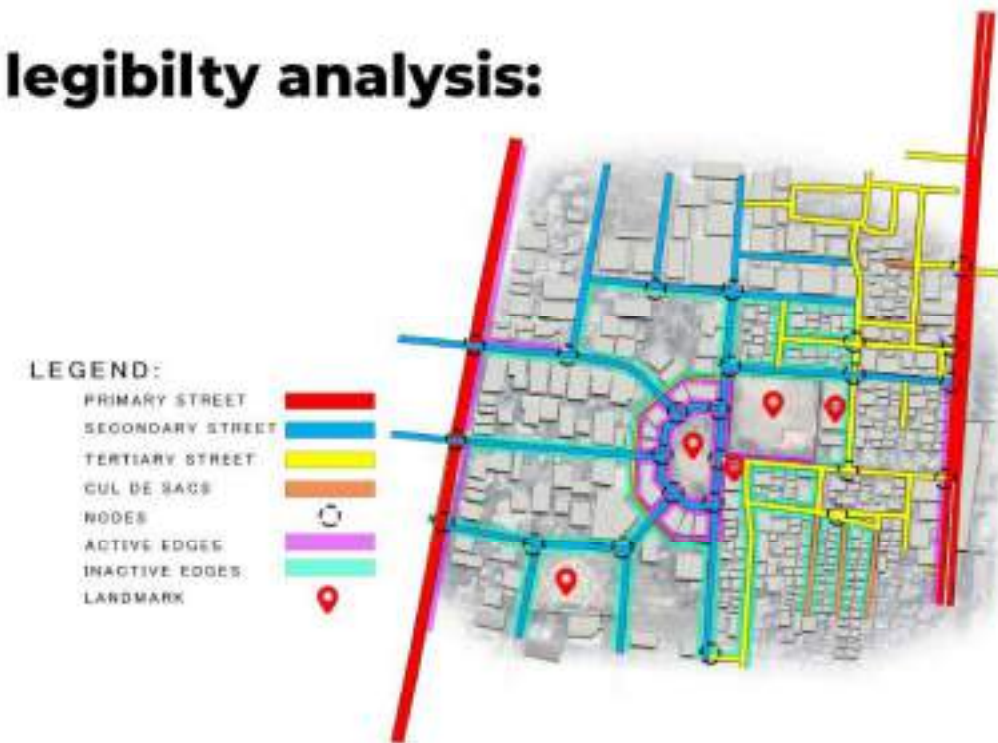 legibilty analysis:
LEGEND:
PRIMARY STREET
SECONDARY STREET
TERTIARY STREET
CUL DE SACS
NODES
ACTIVE EDGES
INACTIVE EDGES
LANDMARK